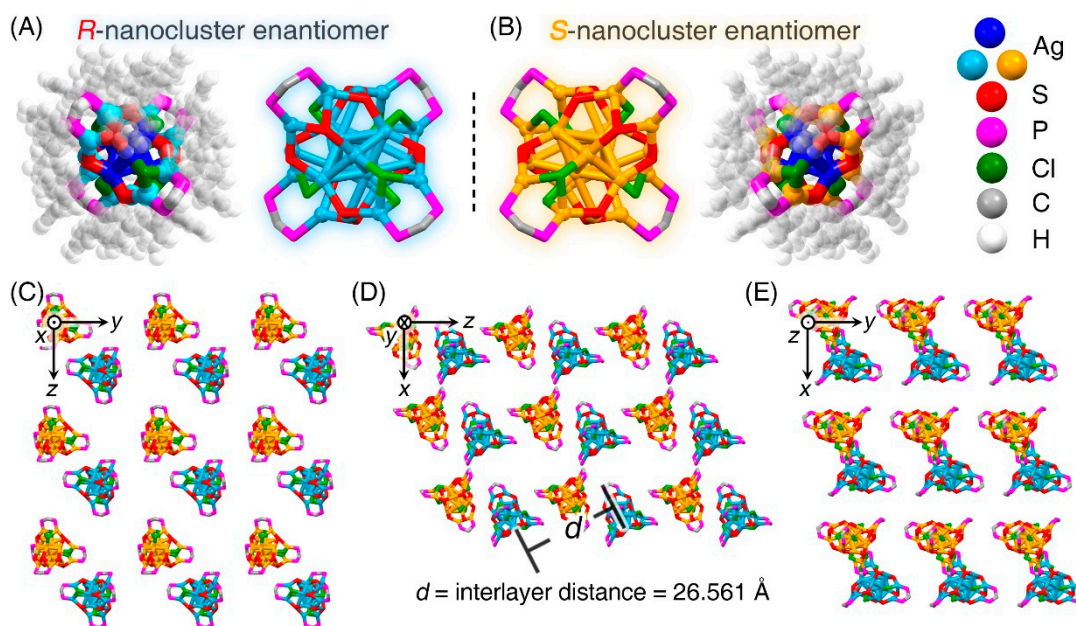 (A) R-nanocluster enantiomer
(B) S-nanocluster enantiomer
Ag
S
P
Cl
C
H
(C)
x
y
z
(D)
y
z
x
d
d = interlayer distance = 26.561 Å
(E)
z
y
x